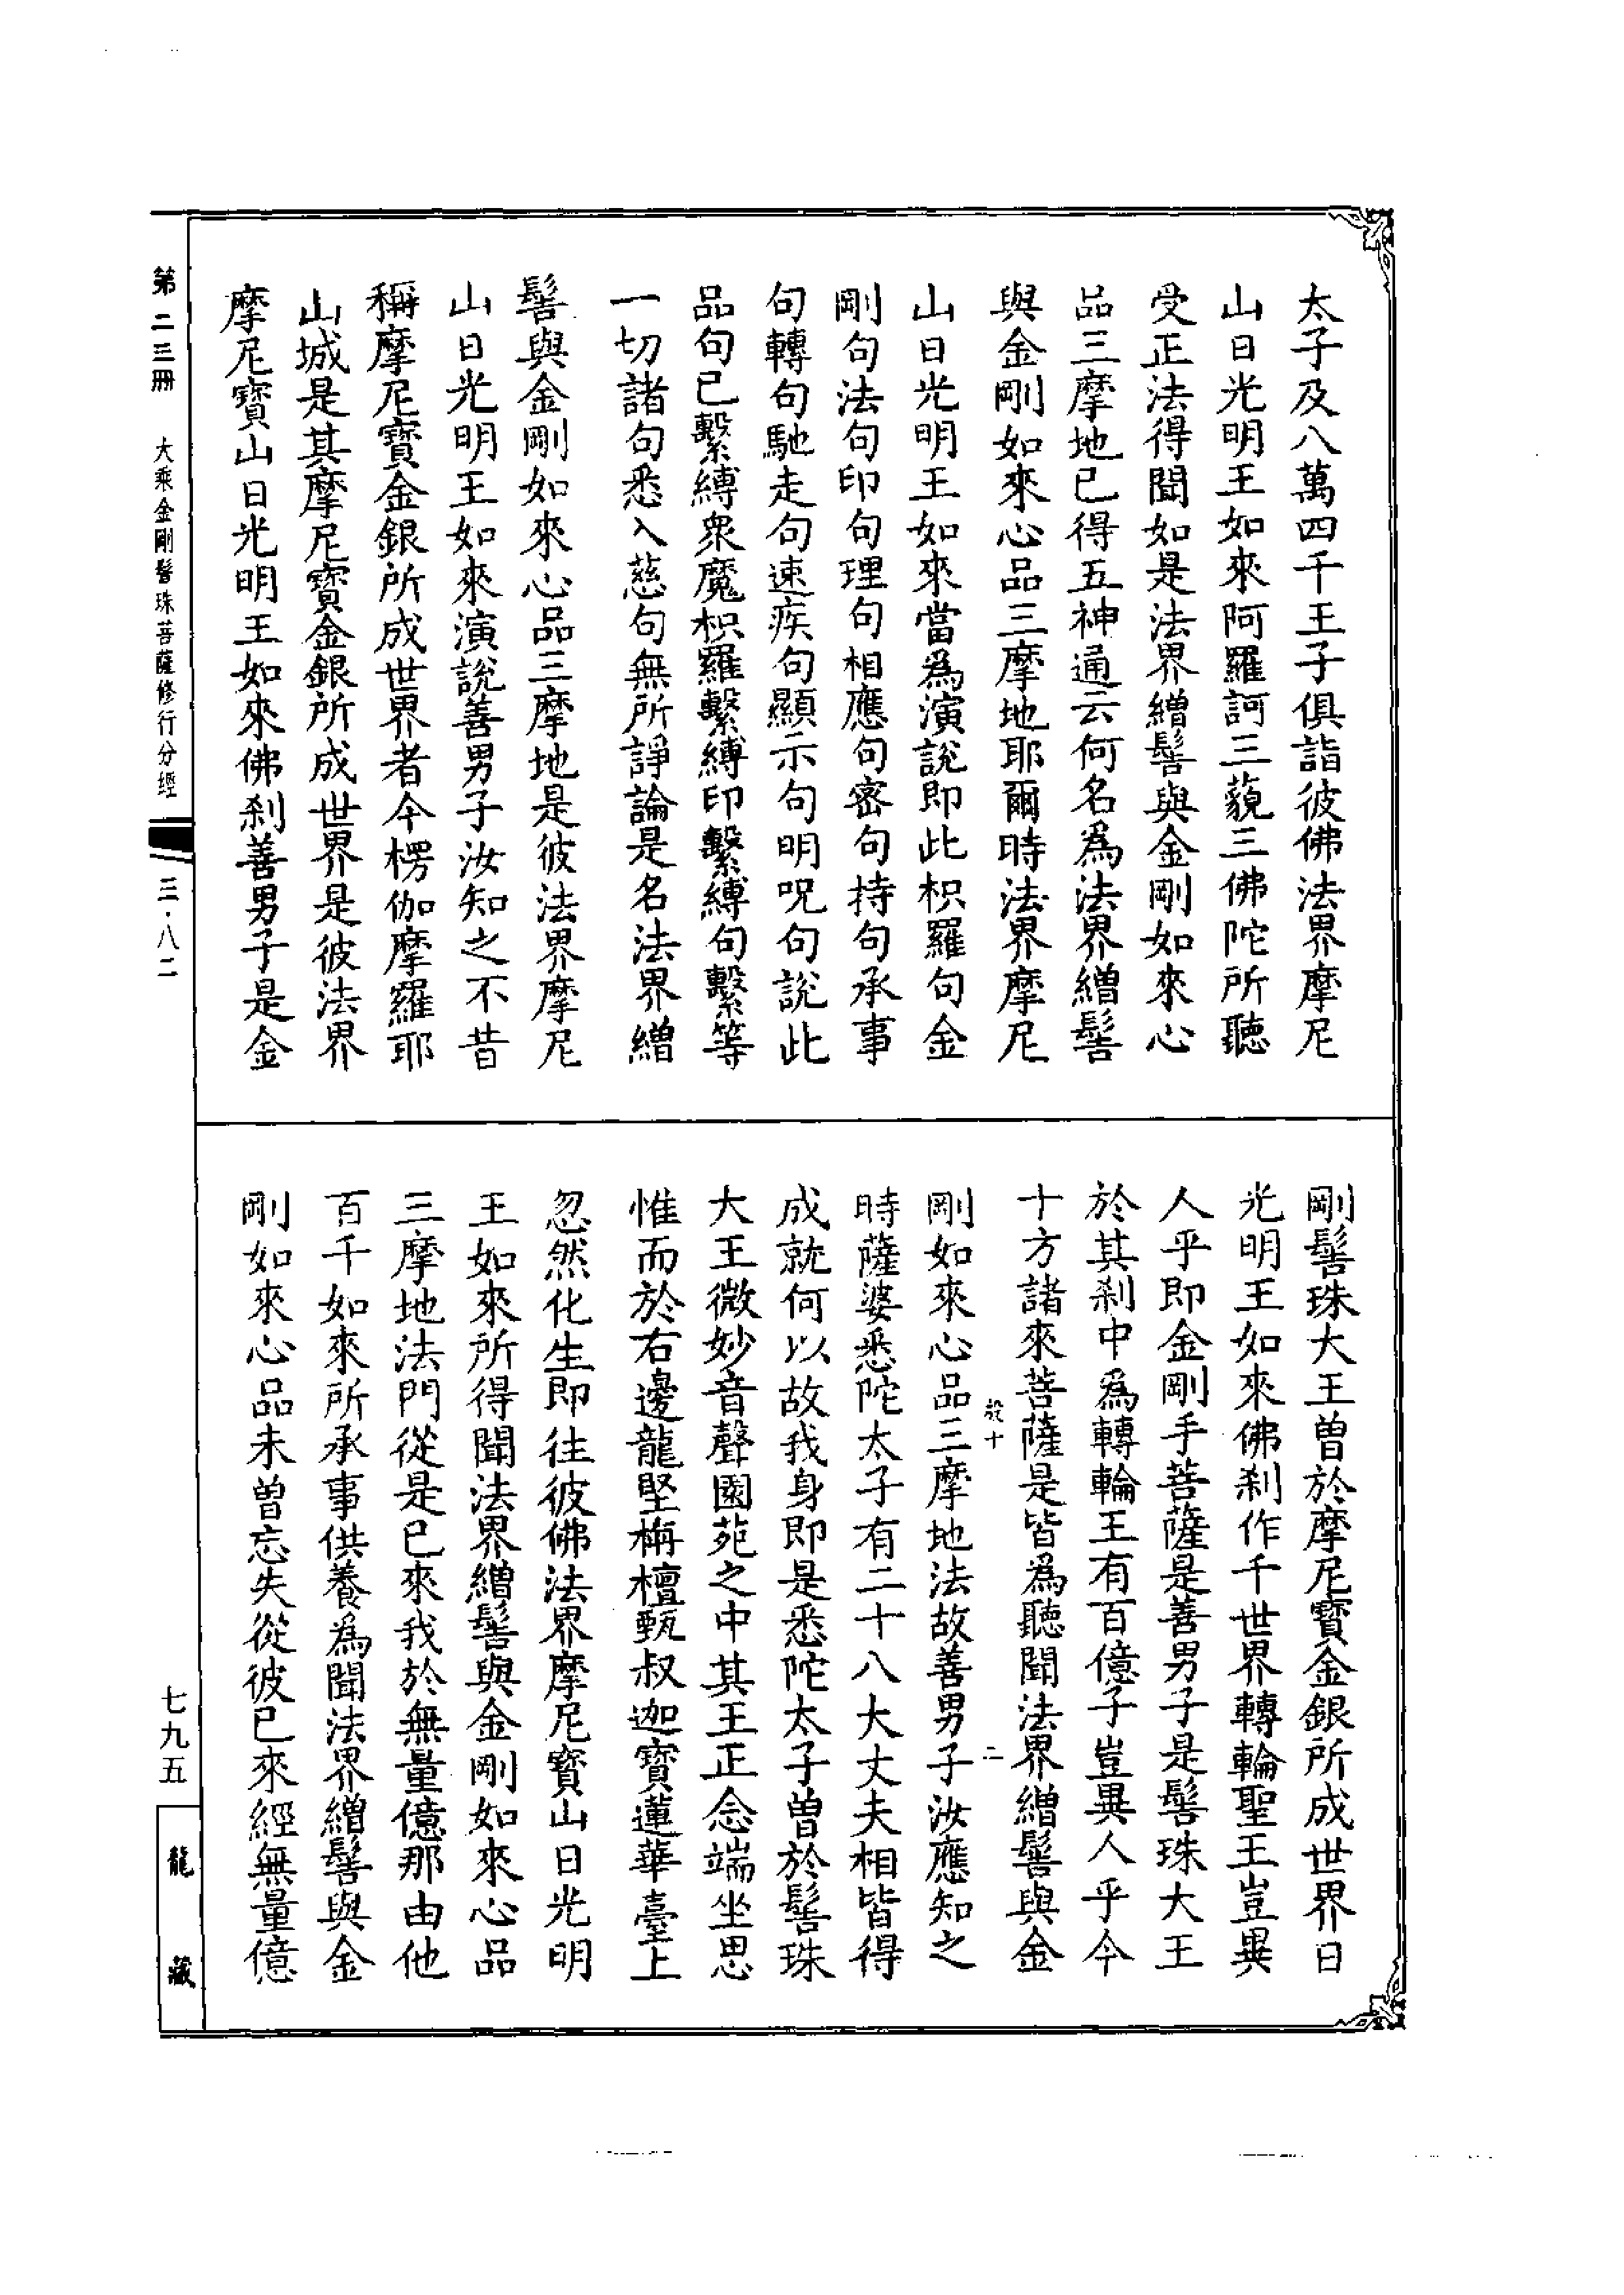 太子及八萬四千王子俱詣彼佛法界摩尼
山日光明王如來阿羅訶三藐三佛陀所聽
受正法得聞如是法界繒髻與金剛如來心
品三摩地已得五神通云何名為法界繒髻
與金剛如來心品三摩地耶爾時法界摩尼
山日光明王如來當為演說即此枳羅句金
剛句法句印句理句相應句密句持句承事
句轉句馳走句速疾句顯示句明呪句說此
品句已繫縛衆魔枳羅繫縛印繫縛句繫等
一切諸句悉入慈句無所諍論是名法界繒
髻與金剛如來心品三摩地是彼法界摩尼
山日光明王如來演說善男子汝知之不昔
稱摩尼寶金銀所成世界者今楞伽摩羅耶
山城是其摩尼寶金銀所成世界是彼法界
摩尼寶山日光明王如來佛刹善男子是金
剛髻珠大王曾於摩尼寶金銀所成世界日
光明王如來佛刹作千世界轉輪聖王豈異
人乎即金剛手菩薩是善男子是髻珠大王
於其刹中為轉輪王有百億子豈異人乎今
十方諸來菩薩是皆為聽聞法界繒髻與金
剛如來心品三摩地法故善男子汝應知之
時薩婆悉陀太子有二十八大丈夫相皆得
成就何以故我身即是悉陀太子曾於髻珠
大王微妙音聲園苑之中其王正念端坐思
惟而於右邊龍堅栴檀甄叔迦寶蓮華臺上
忽然化生即往彼佛法界摩尼寶山日光明
王如來所得聞法界繒髻與金剛如來心品
三摩地法門從是已來我於無量億那由他
百千如來所承事供養為聞法界繒髻與金
剛如來心品未曾忘失從彼已來經無量億
十
二
第二三冊
大乘金剛髻珠菩薩修行分經
三·八二
七九五
龍藏